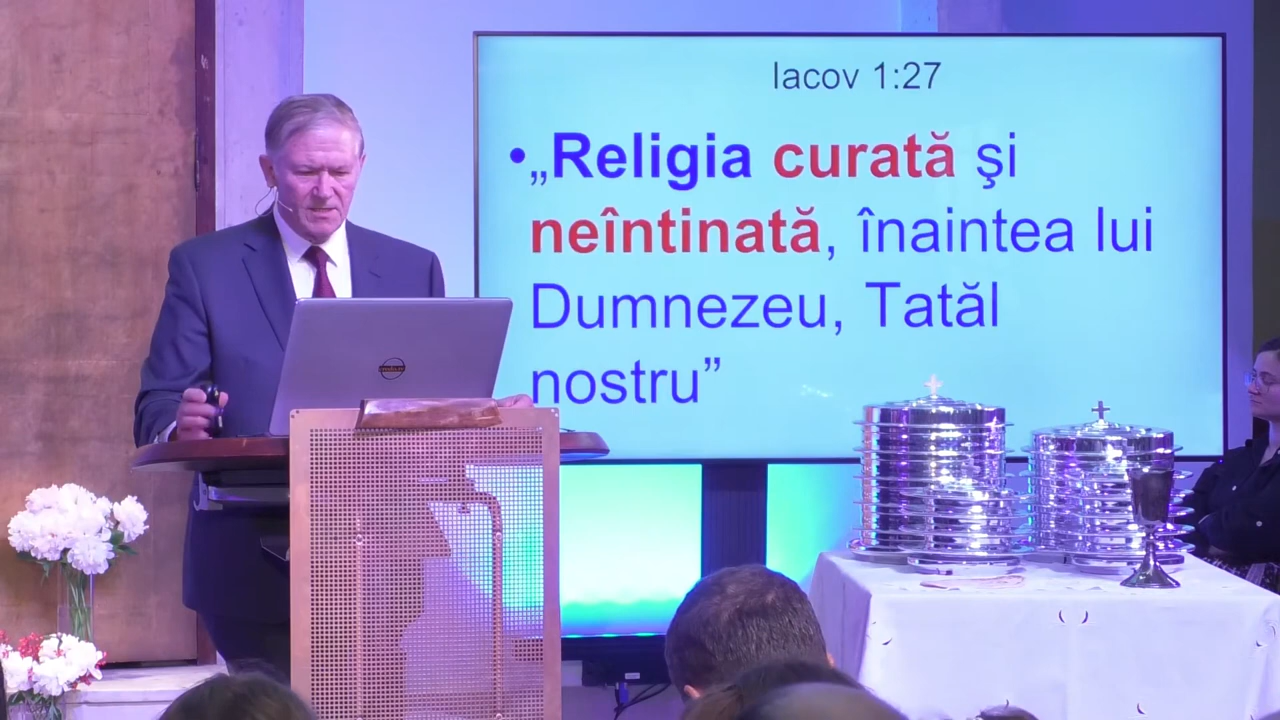 Iacov 1:27
•„Religia curată şi
neîntinată, înaintea lui
Dumnezeu, Tatăl
nostru”